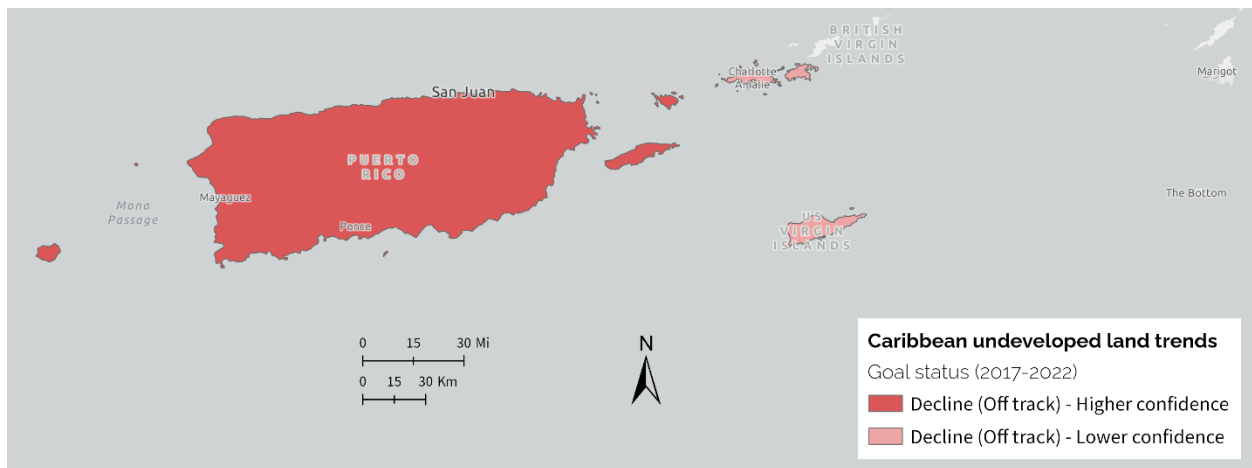 BRITISH
VIRGIN
ISLANDS
Charlotte
Amalie
Marigot
San Juan
PUERTO
RICO
Mayaguez
Mona
Passage
Ponce
The Bottom
US
VIRGIN
ISLANDS
0 15 30 Mi
0 15 30 Km
N
Caribbean undeveloped land trends
Goal status (2017-2022)
Decline (Off track) - Higher confidence
Decline (Off track) - Lower confidence